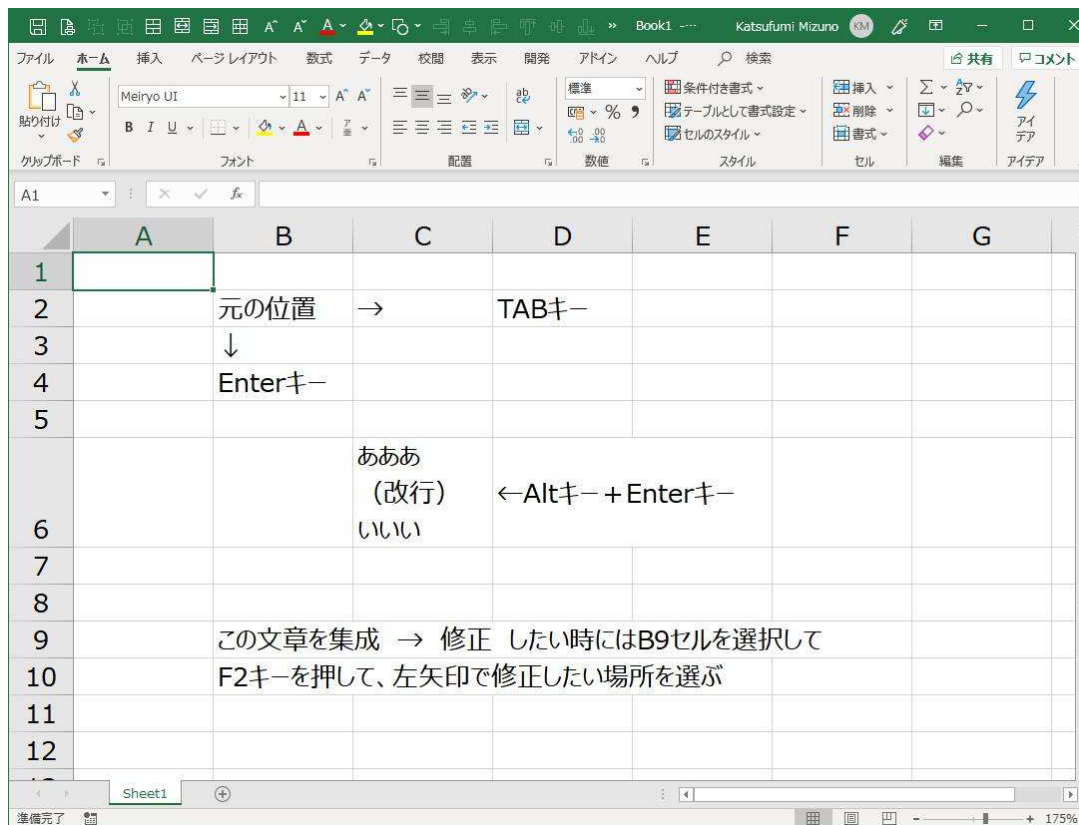 Book1 -… Katsufumi Mizuno KM
ファイル ホーム 挿入 ページ レイアウト 数式 データ 校閲 表示 開発 アドイン ヘルプ 検索 共有 コメント
貼り付け
Meiryo UI 11 A A
標準
条件付き書式
挿入
B I U A
% 9
テーブルとして書式設定
削除
セルのスタイル
書式
アイデア
クリップボード フォント 配置 数値 スタイル セル 編集 アイデア
A1 fx
A B C D E F G
1
2 元の位置 → TABキー
3 ↓
4 Enterキー
5
6 あああ
（改行） ←Altキー＋Enterキー
いいい
7
8
9 この文章を集成 → 修正 したい時にはB9セルを選択して
10 F2キーを押して、左矢印で修正したい場所を選ぶ
11
12
Sheet1
準備完了 175%